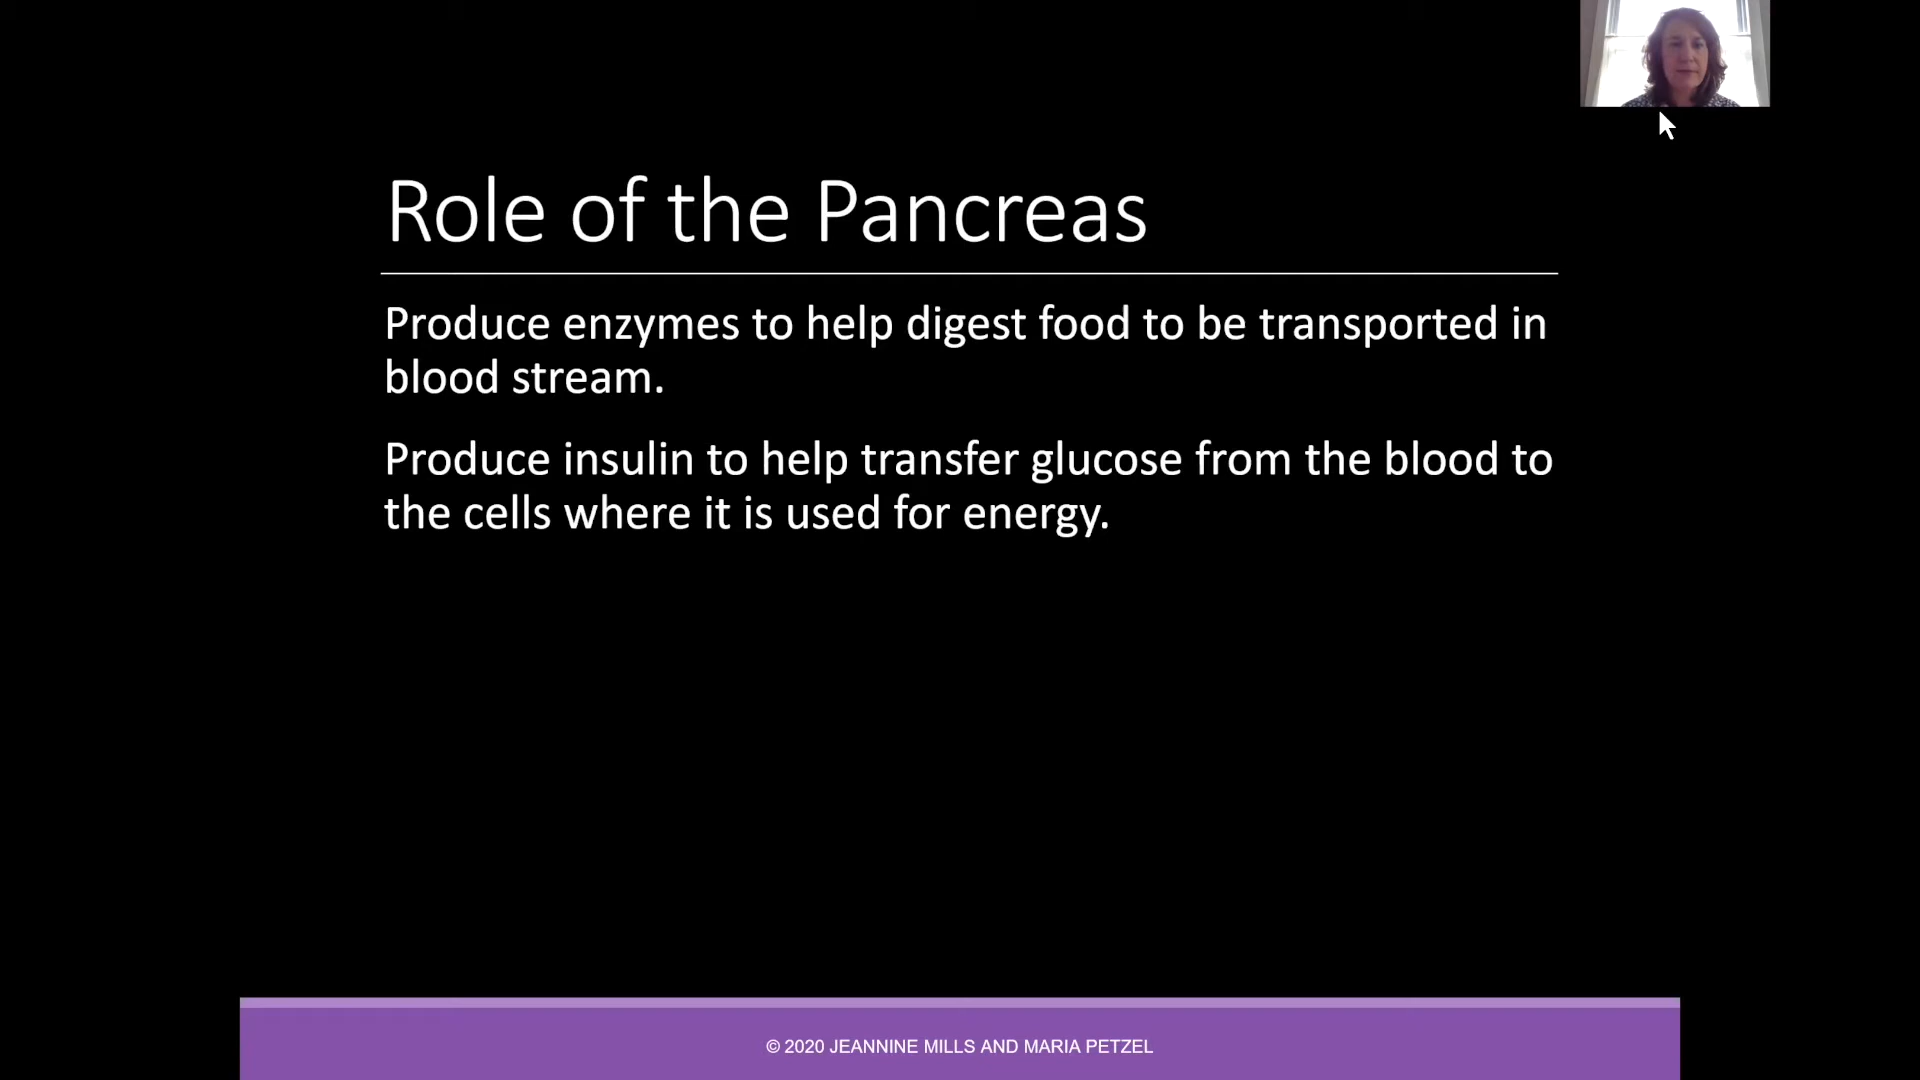 Role of the Pancreas
Produce enzymes to help digest food to be transported in
blood stream.
Produce insulin to help transfer glucose from the blood to
the cells where it is used for energy.
© 2020 JEANNINE MILLS AND MARIA PETZEL